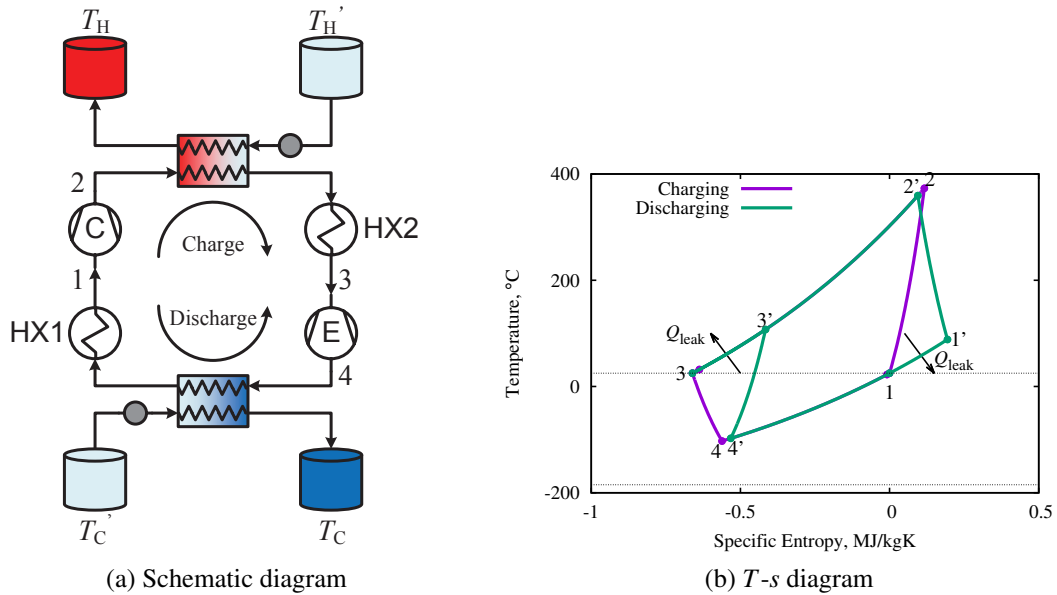 T_H
T_H'
2
C
1
HX1
Charge
Discharge
HX2
3
E
4
T_C'
T_C
(a) Schematic diagram
400
200
0
-200
Temperature, °C
-1
-0.5
0
0.5
Specific Entropy, MJ/kgK
Charging
Discharging
2'
2
3'
1'
Q_leak
Q_leak
3
1
4
4'
(b) T-s diagram